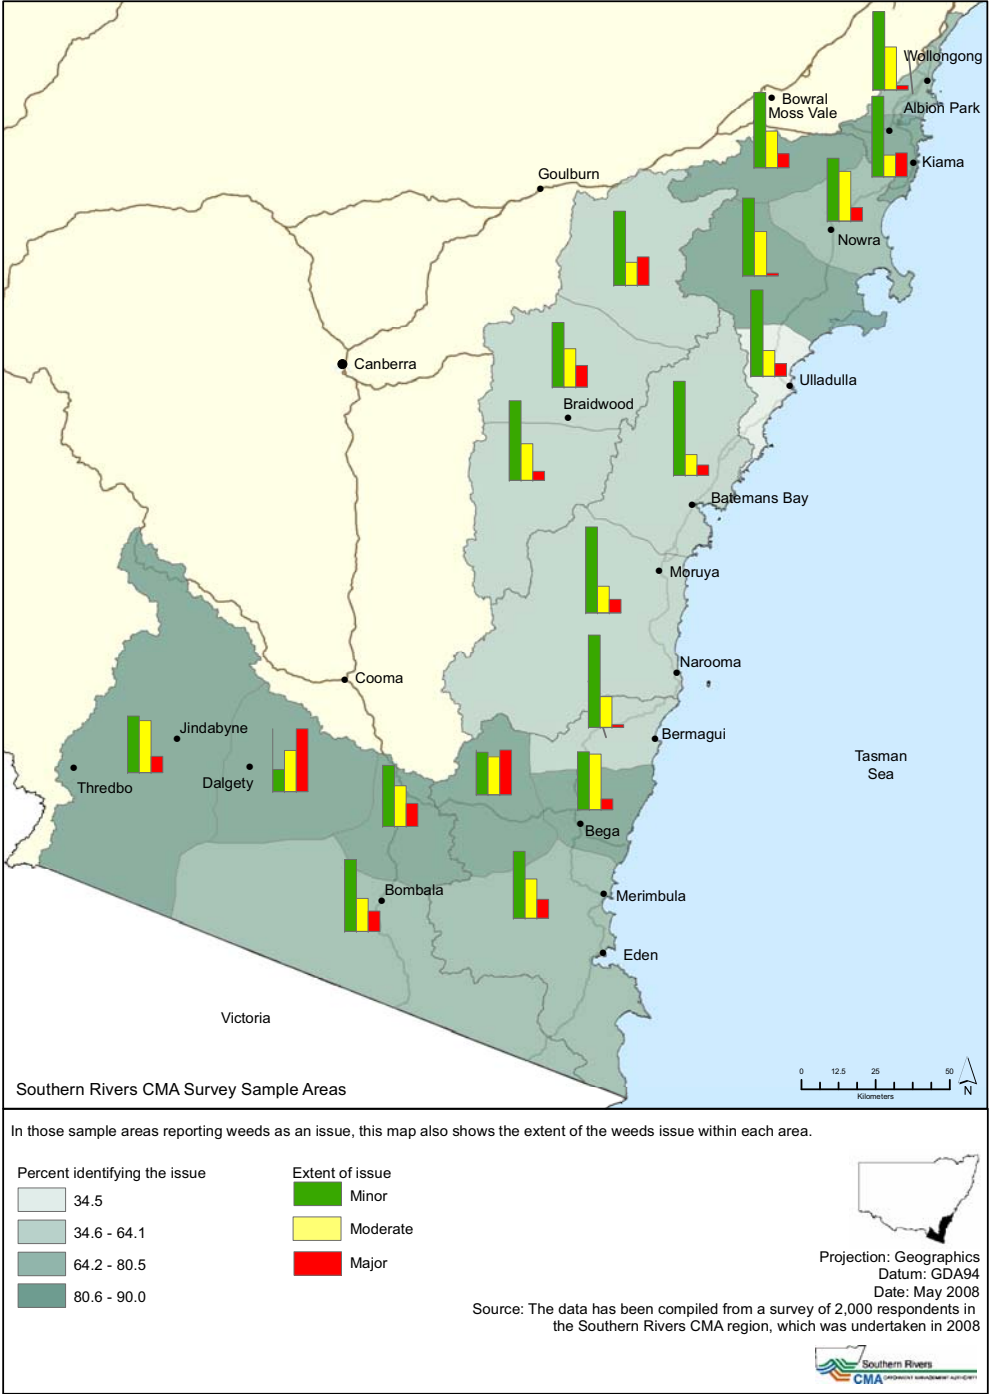 Wollongong
Bowral
Moss Vale
Albion Park
Kiama
Goulburn
Nowra
Canberra
Ulladulla
Braidwood
Batemans Bay
Moruya
Narooma
Cooma
Jindabyne
Bermagui
Tasman
Sea
Thredbo
Dalgety
Bega
Bombala
Merimbula
Eden
Victoria
Southern Rivers CMA Survey Sample Areas
0 12.5 25 50
Kilometers
N
In those sample areas reporting weeds as an issue, this map also shows the extent of the weeds issue within each area.
Percent identifying the issue
34.5
34.6 - 64.1
64.2 - 80.5
80.6 - 90.0
Extent of issue
Minor
Moderate
Major
Projection: Geographics
Datum: GDA94
Date: May 2008
Source: The data has been compiled from a survey of 2,000 respondents in
the Southern Rivers CMA region, which was undertaken in 2008
Southern Rivers
CMA CATCHMENT MANAGEMENT AUTHORITY